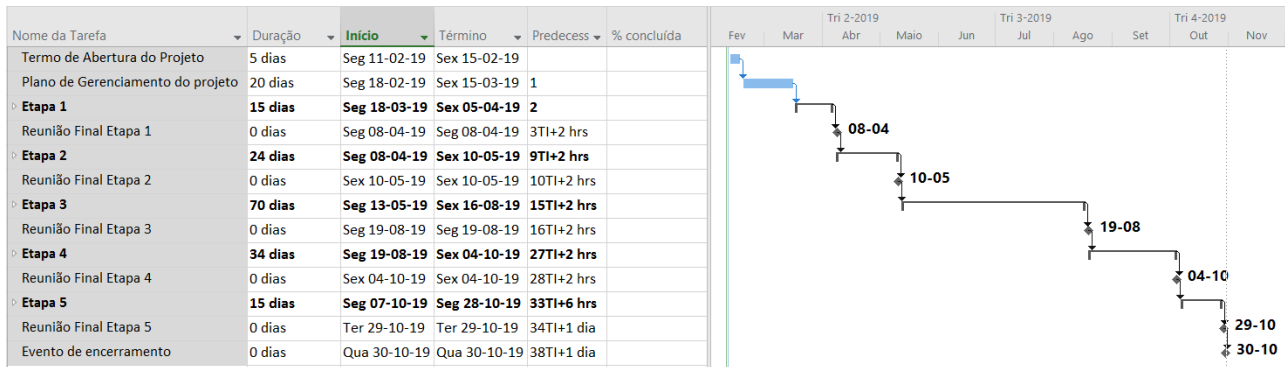 Tri 2-2019 Tri 3-2019 Tri 4-2019
Nome da Tarefa Duração Início Término Predecess % concluída Fev Mar Abr Maio Jun Jul Ago Set Out Nov
Termo de Abertura do Projeto 5 dias Seg 11-02-19 Sex 15-02-19
Plano de Gerenciamento do projeto 20 dias Seg 18-02-19 Sex 15-03-19 1
Etapa 1 15 dias Seg 18-03-19 Sex 05-04-19 2
Reunião Final Etapa 1 0 dias Seg 08-04-19 Seg 08-04-19 3TI+2 hrs 08-04
Etapa 2 24 dias Seg 08-04-19 Sex 10-05-19 9TI+2 hrs
Reunião Final Etapa 2 0 dias Sex 10-05-19 Sex 10-05-19 10TI+2 hrs 10-05
Etapa 3 70 dias Seg 13-05-19 Sex 16-08-19 15TI+2 hrs
Reunião Final Etapa 3 0 dias Seg 19-08-19 Seg 19-08-19 16TI+2 hrs 19-08
Etapa 4 34 dias Seg 19-08-19 Sex 04-10-19 27TI+2 hrs
Reunião Final Etapa 4 0 dias Sex 04-10-19 Sex 04-10-19 28TI+2 hrs 04-10
Etapa 5 15 dias Seg 07-10-19 Seg 28-10-19 33TI+6 hrs
Reunião Final Etapa 5 0 dias Ter 29-10-19 Ter 29-10-19 34TI+1 dia 29-10
Evento de encerramento 0 dias Qua 30-10-19 Qua 30-10-19 38TI+1 dia 30-10